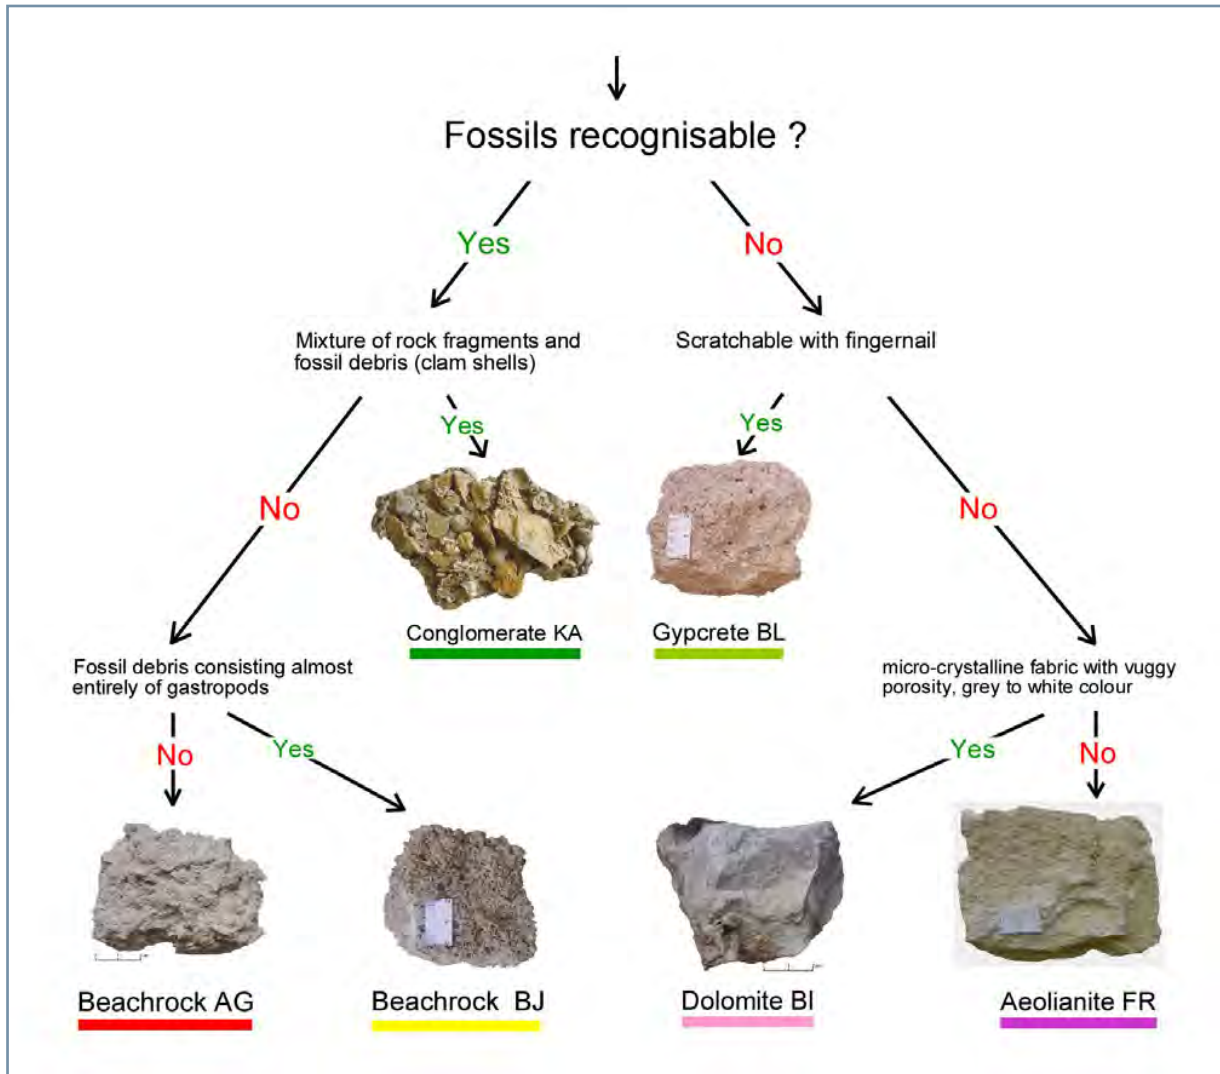 Fossils recognisable ?
Yes
No
Mixture of rock fragments and
fossil debris (clam shells)
Scratchable with fingernail
Yes
Yes
No
No
Conglomerate KA
Gypcrete BL
Fossil debris consisting almost
entirely of gastropods
micro-crystalline fabric with vuggy
porosity, grey to white colour
No
Yes
Yes
No
Beachrock AG
Beachrock BJ
Dolomite BI
Aeolianite FR